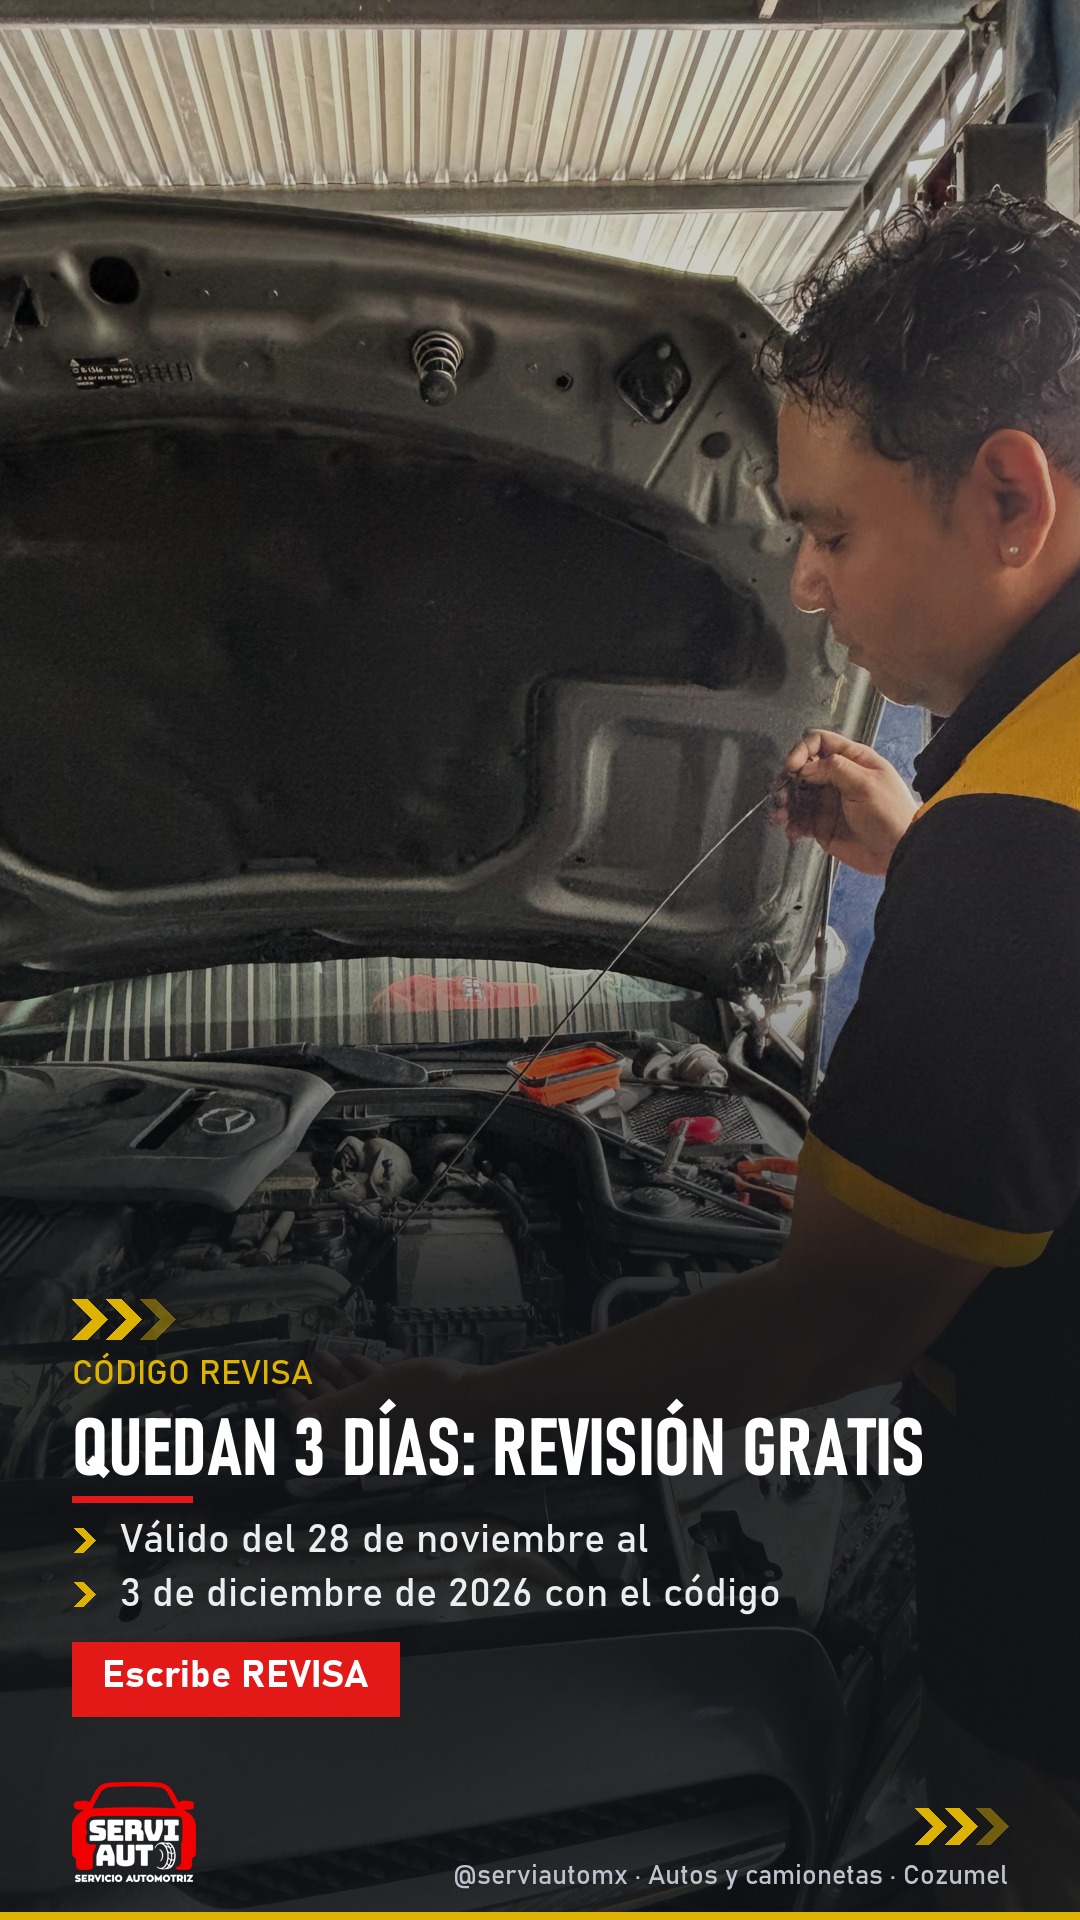 CÓDIGO REVISA
QUEDAN 3 DÍAS: REVISIÓN GRATIS
Válido del 28 de noviembre al
3 de diciembre de 2026 con el código
Escribe REVISA
SERVI
AUTO
SERVICIO AUTOMOTRIZ
@serviautomx · Autos y camionetas · Cozumel